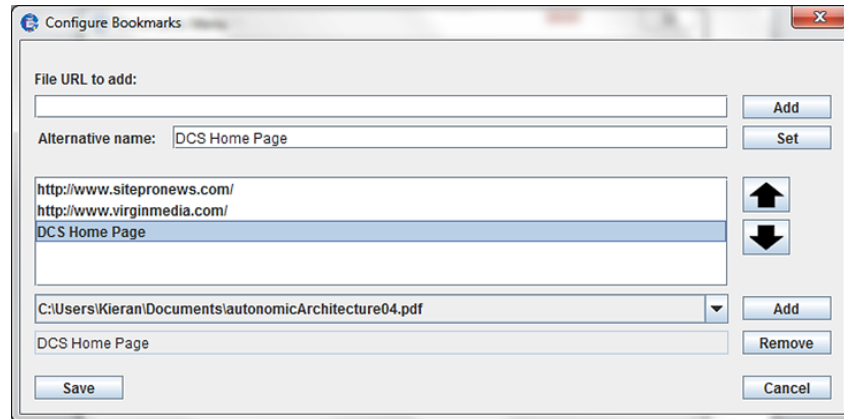 Configure Bookmarks
File URL to add:
Add
Alternative name: DCS Home Page Set
http://www.sitepronews.com/
http://www.virginmedia.com/
DCS Home Page
C:\Users\Kieran\Documents\autonomicArchitecture04.pdf Add
DCS Home Page Remove
Save Cancel